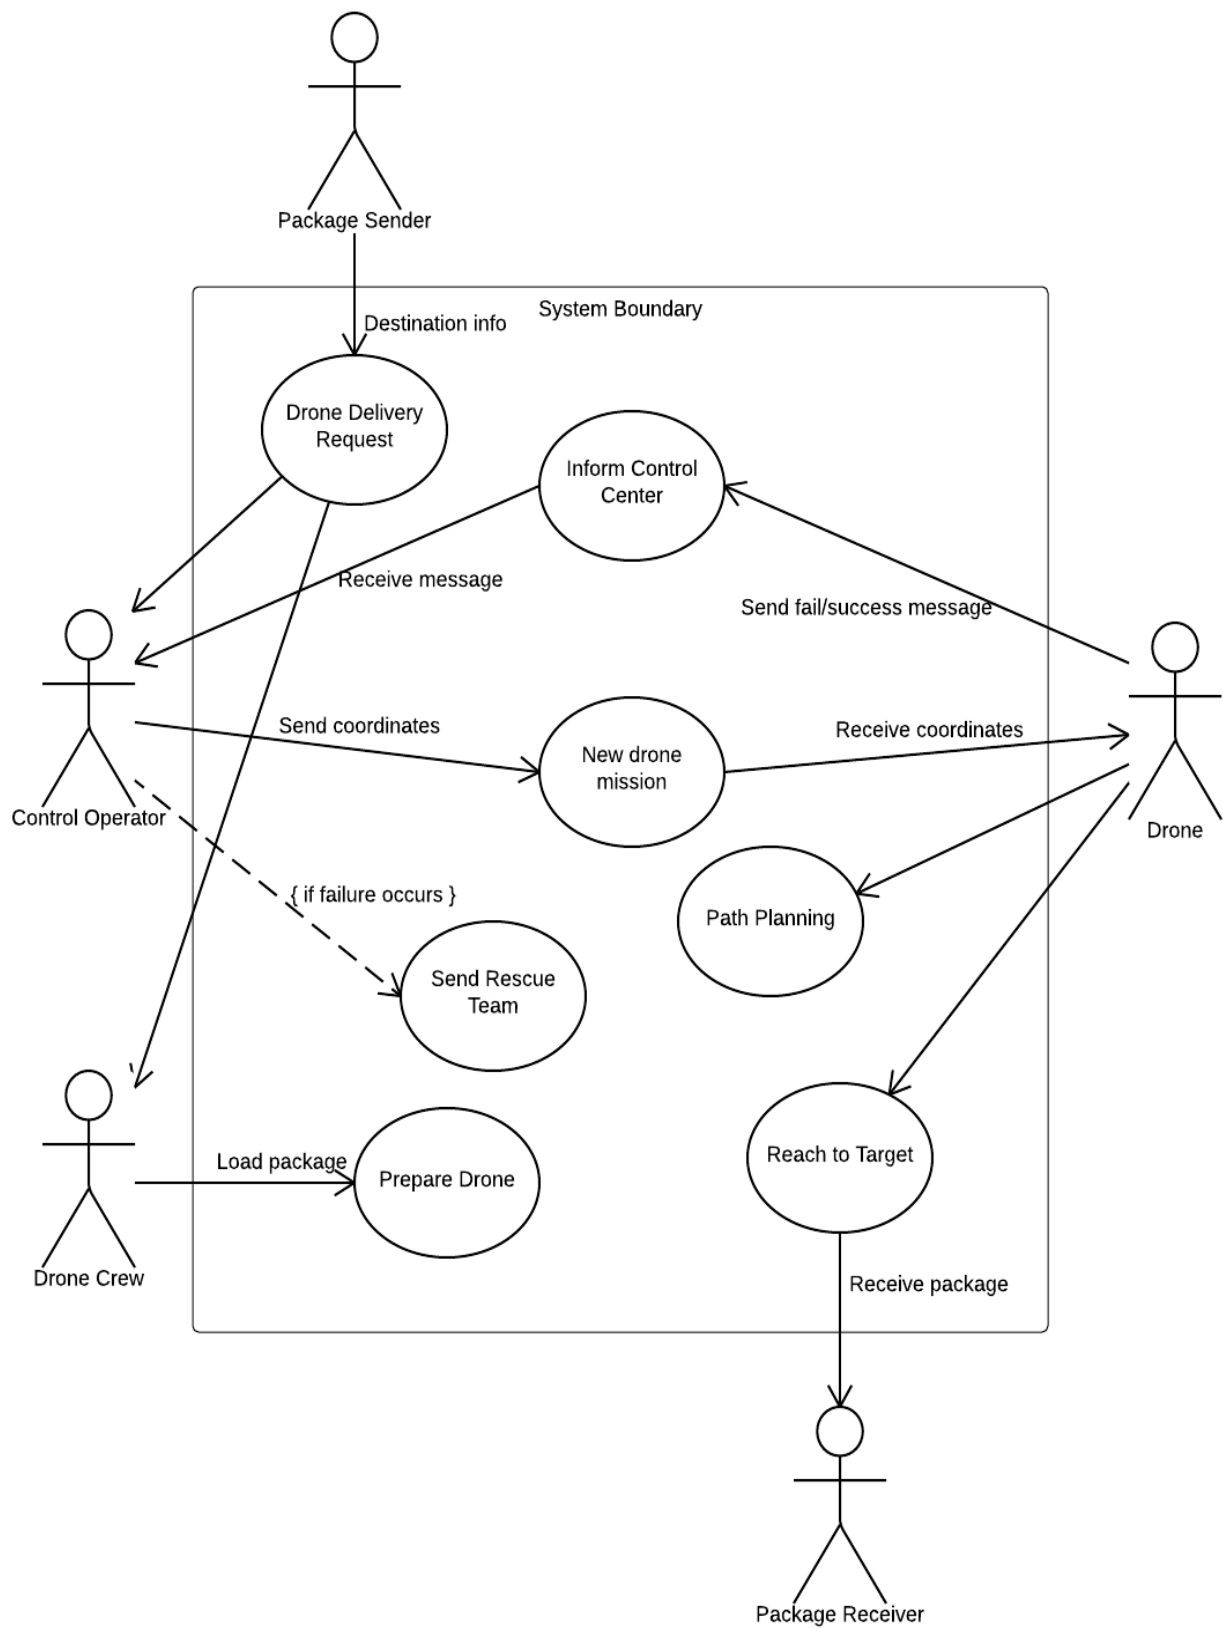 Package Sender
System Boundary
Destination info
Drone Delivery
Request
Inform Control
Center
Receive message
Send fail/success message
Send coordinates
Receive coordinates
New drone
mission
Control Operator
Drone
{ if failure occurs }
Path Planning
Send Rescue
Team
Reach to Target
Load package
Prepare Drone
Drone Crew
Receive package
Package Receiver